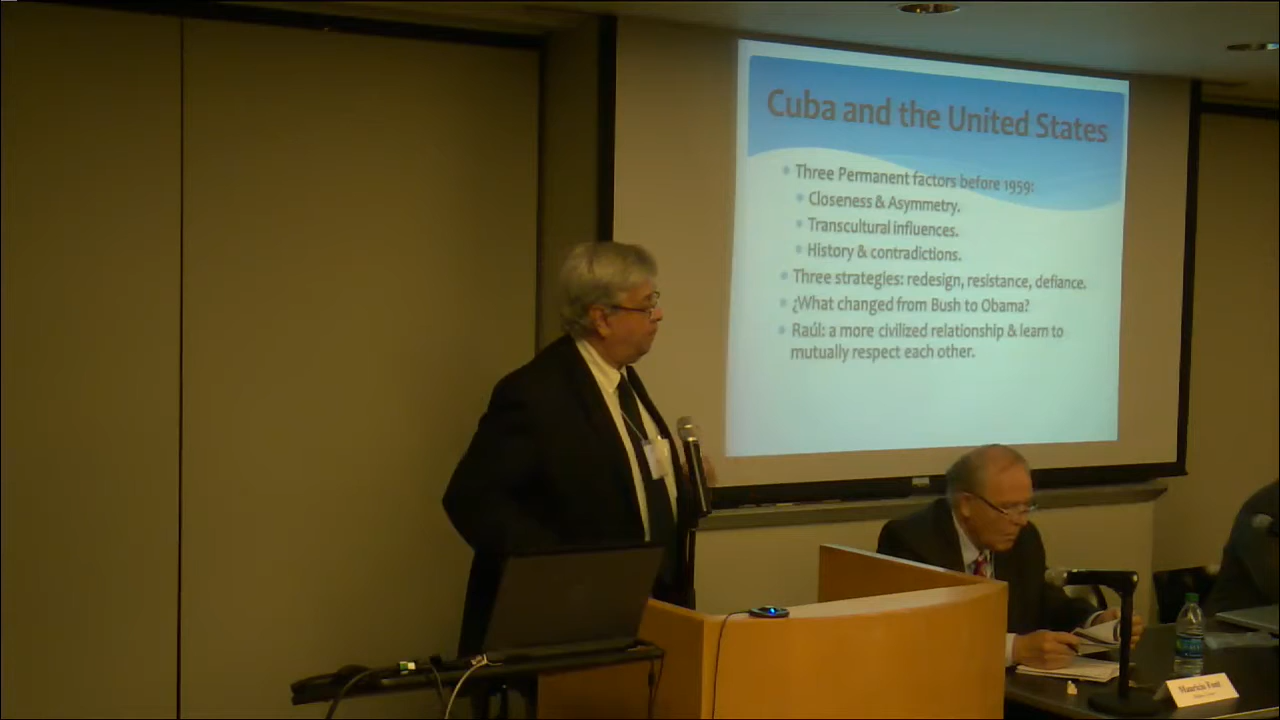 Cuba and the United States
Three Permanent factors before 1959:
Closeness & Asymmetry.
Transcultural influences.
History & contradictions.
Three strategies: redesign, resistance, defiance.
¿What changed from Bush to Obama?
Raúl: a more civilized relationship & learn to
mutually respect each other.
Mauricio Font